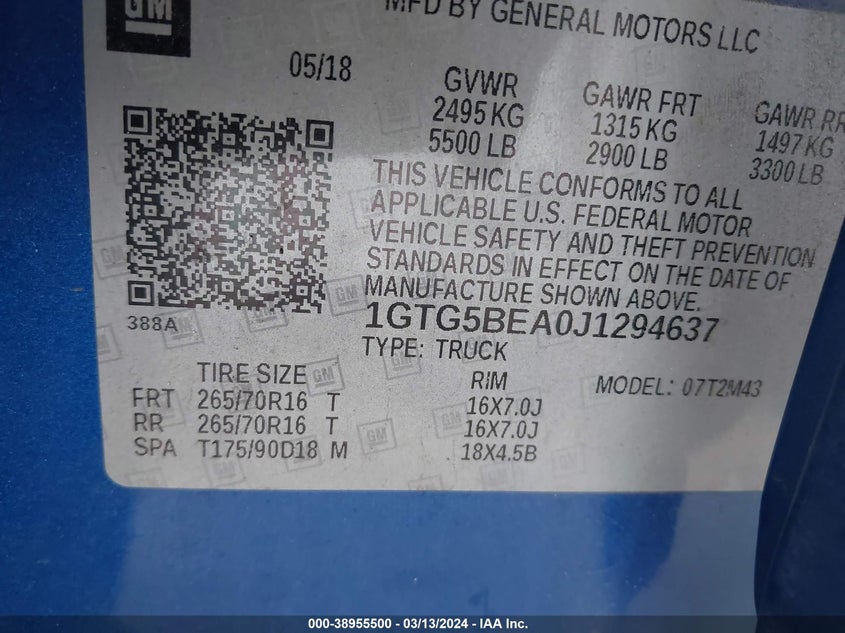 GM
MFD BY GENERAL MOTORS LLC
05/18
GVWR GAWR FRT GAWR RR
2495 KG 1315 KG 1497 KG
5500 LB 2900 LB 3300 LB
THIS VEHICLE CONFORMS TO ALL
APPLICABLE U.S. FEDERAL MOTOR
VEHICLE SAFETY AND THEFT PREVENTION
STANDARDS IN EFFECT ON THE DATE OF
MANUFACTURE SHOWN ABOVE.
388A
1GTG5BEA0J1294637
TYPE: TRUCK
TIRE SIZE RIM MODEL: 07T2M43
FRT 265/70R16 T 16X7.0J
RR 265/70R16 T 16X7.0J
SPA T175/90D18 M 18X4.5B
000-38955500 - 03/13/2024 - IAA Inc.